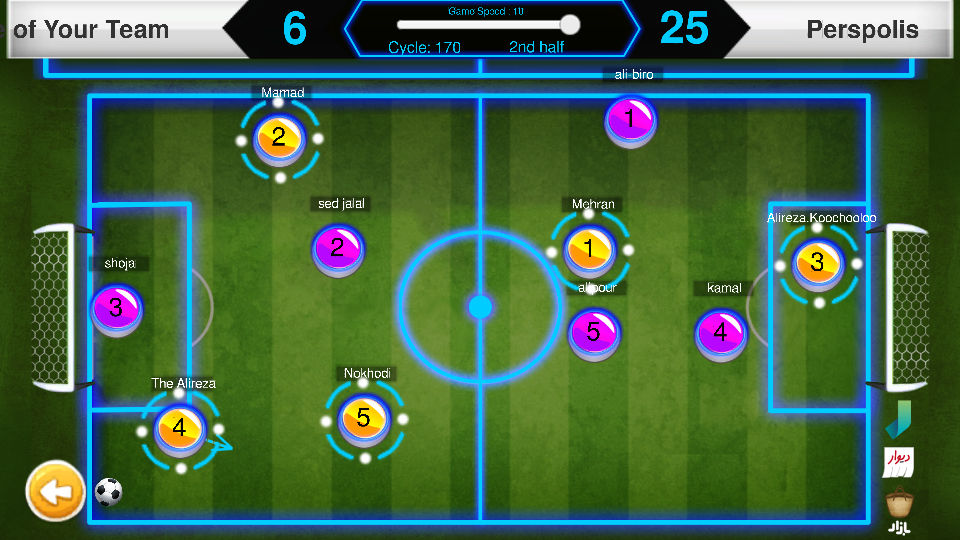 of Your Team
6
Game Speed : 10
Cycle: 170
2nd half
25
Perspolis
ali-biro
1
Mamad
2
sed jalal
2
Mehran
1
Alireza.Koochooloo
3
shoja
3
alipour
5
kamal
4
The Alireza
4
Nokhodi
5
دیوار
بازار